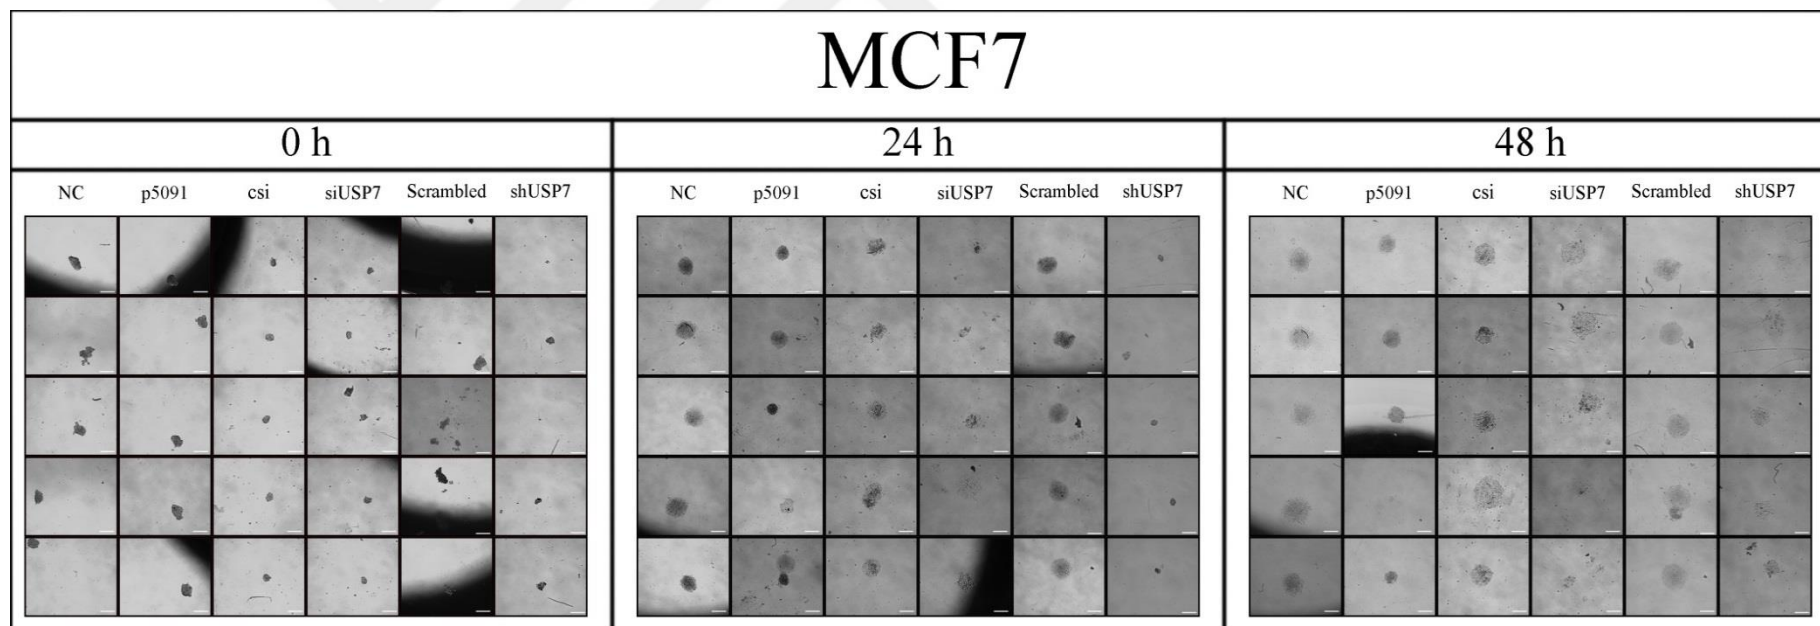 MCF7
0 h
24 h
48 h
NC p5091 csi siUSP7 Scrambled shUSP7
NC p5091 csi siUSP7 Scrambled shUSP7
NC p5091 csi siUSP7 Scrambled shUSP7